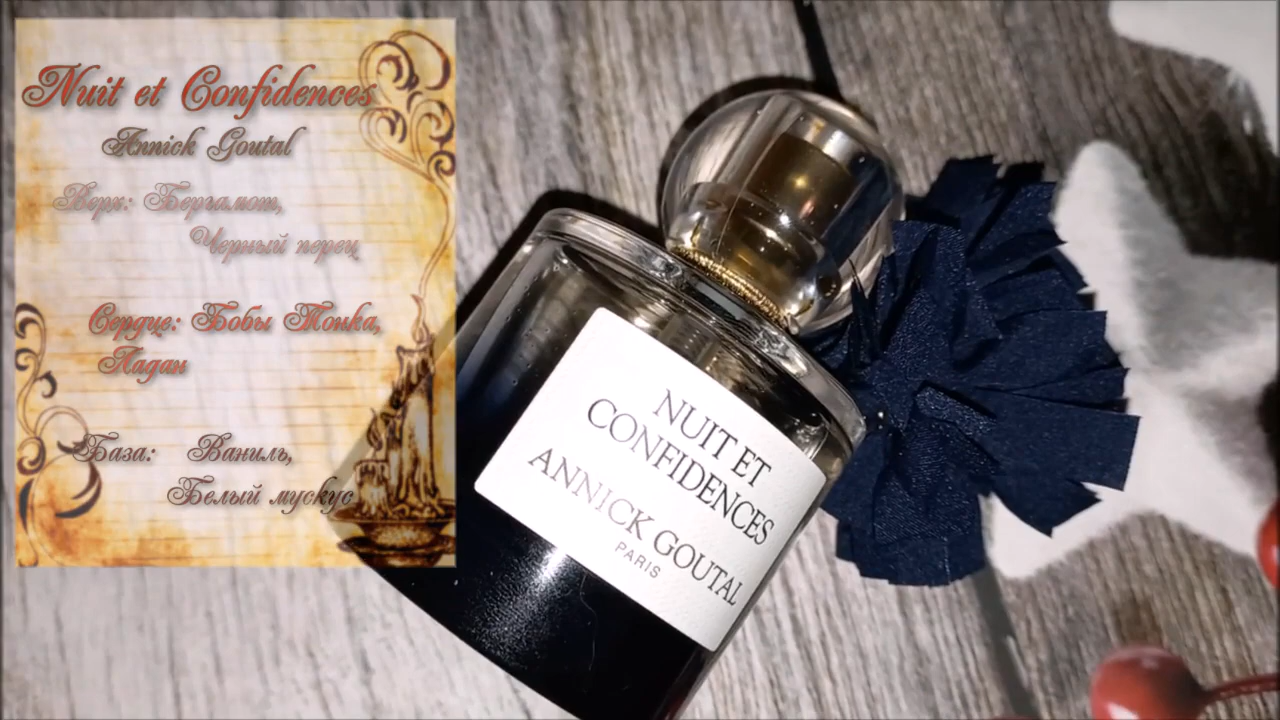 Nuit et Confidences
Annick Goutal
Верх: Бергамот,
Черный перец
Сердце: Бобы Тонка,
Ладан
База: Ваниль,
Белый мускус
NUIT ET
CONFIDENCES
ANNICK GOUTAL
PARIS